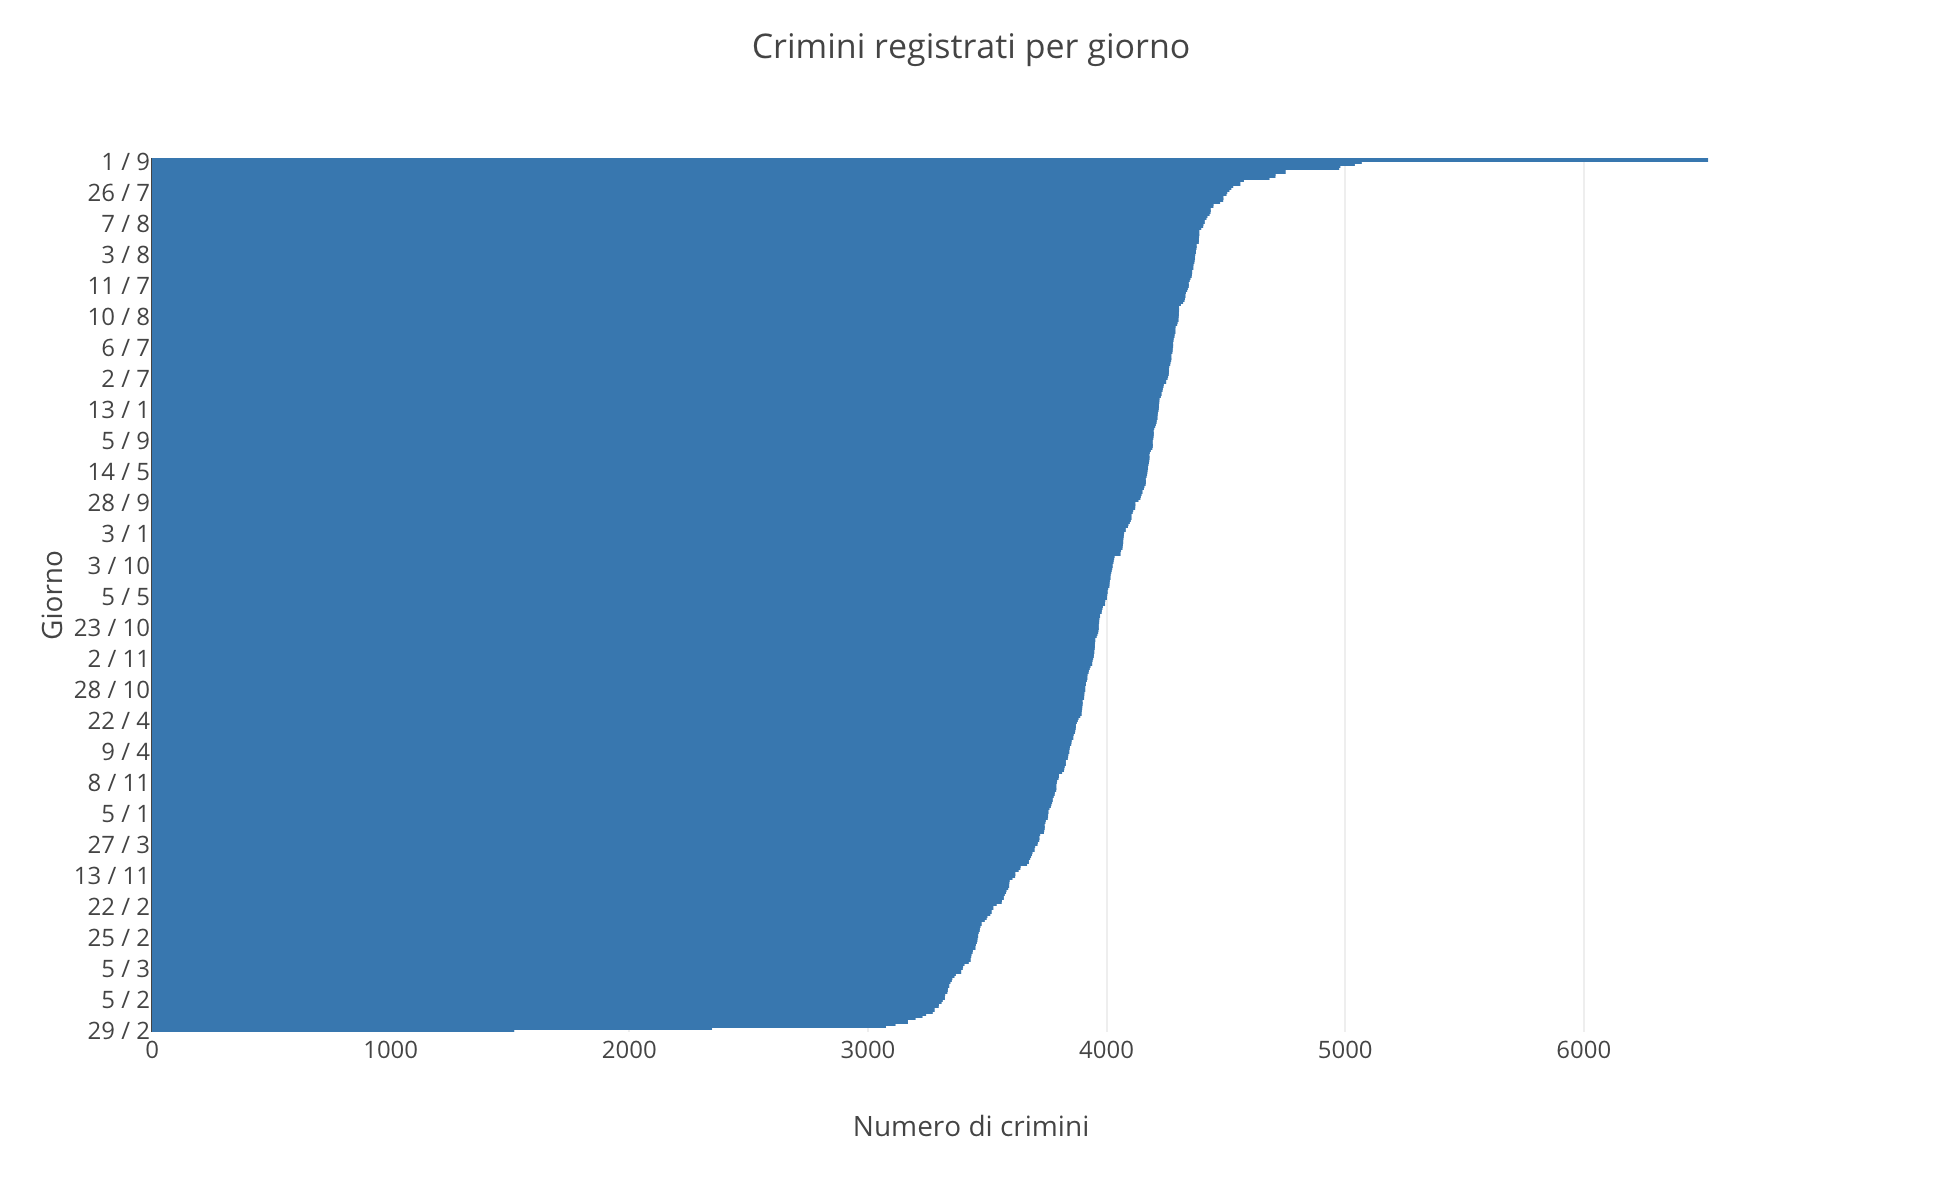 Crimini registrati per giorno
1 / 9
26 / 7
7 / 8
3 / 8
11 / 7
10 / 8
6 / 7
2 / 7
13 / 1
5 / 9
14 / 5
28 / 9
3 / 1
3 / 10
5 / 5
23 / 10
2 / 11
28 / 10
22 / 4
9 / 4
8 / 11
5 / 1
27 / 3
13 / 11
22 / 2
25 / 2
5 / 3
5 / 2
29 / 2
Giorno
0 1000 2000 3000 4000 5000 6000
Numero di crimini